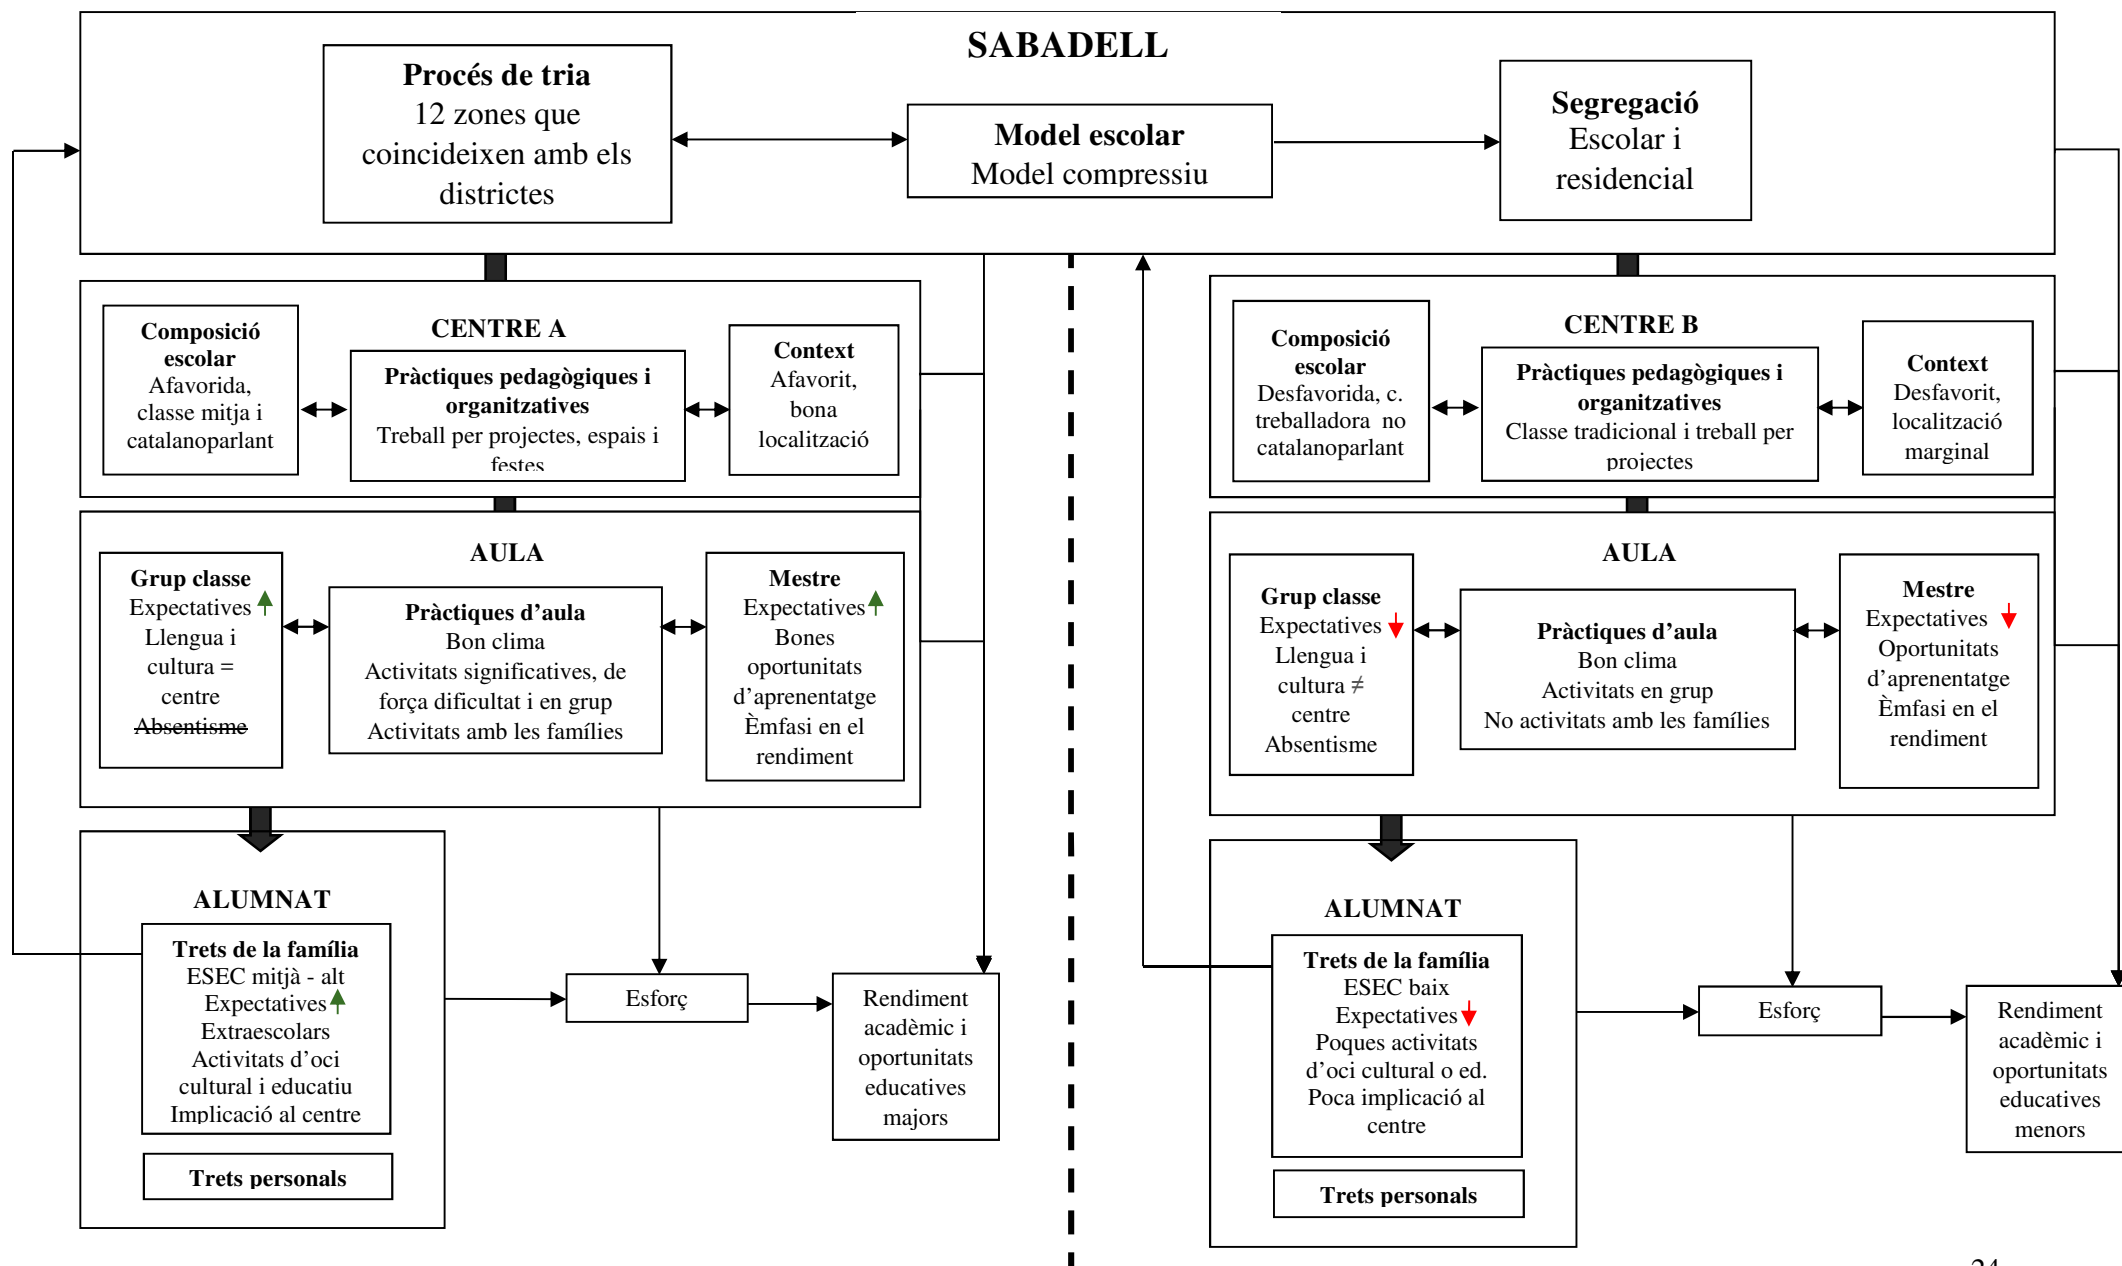 SABADELL
Procés de tria
12 zones que
coincideixen amb els
districtes
Model escolar
Model compressiu
Segregació
Escolar i
residencial
CENTRE A
Composició
escolar
Afavorida,
classe mitja i
catalanoparlant
Pràctiques pedagògiques i
organitzatives
Treball per projectes, espais i
festes
Context
Afavorit,
bona
localització
AULA
Grup classe
Expectatives
Llengua i
cultura =
centre
Absentisme
Pràctiques d’aula
Bon clima
Activitats significatives, de
força dificultat i en grup
Activitats amb les famílies
Mestre
Expectatives
Bones
oportunitats
d’aprenentatge
Èmfasi en el
rendiment
ALUMNAT
Trets de la família
ESEC mitjà - alt
Expectatives
Extraescolars
Activitats d’oci
cultural i educatiu
Implicació al centre
Trets personals
Esforç
Rendiment
acadèmic i
oportunitats
educatives
majors
CENTRE B
Composició
escolar
Desfavorida, c.
treballadora no
catalanoparlant
Pràctiques pedagògiques i
organitzatives
Classe tradicional i treball per
projectes
Context
Desfavorit,
localització
marginal
AULA
Grup classe
Expectatives
Llengua i
cultura ≠
centre
Absentisme
Pràctiques d’aula
Bon clima
Activitats en grup
No activitats amb les famílies
Mestre
Expectatives
Oportunitats
d’aprenentatge
Èmfasi en el
rendiment
ALUMNAT
Trets de la família
ESEC baix
Expectatives
Poques activitats
d’oci cultural o ed.
Poca implicació al
centre
Trets personals
Esforç
Rendiment
acadèmic i
oportunitats
educatives
menors